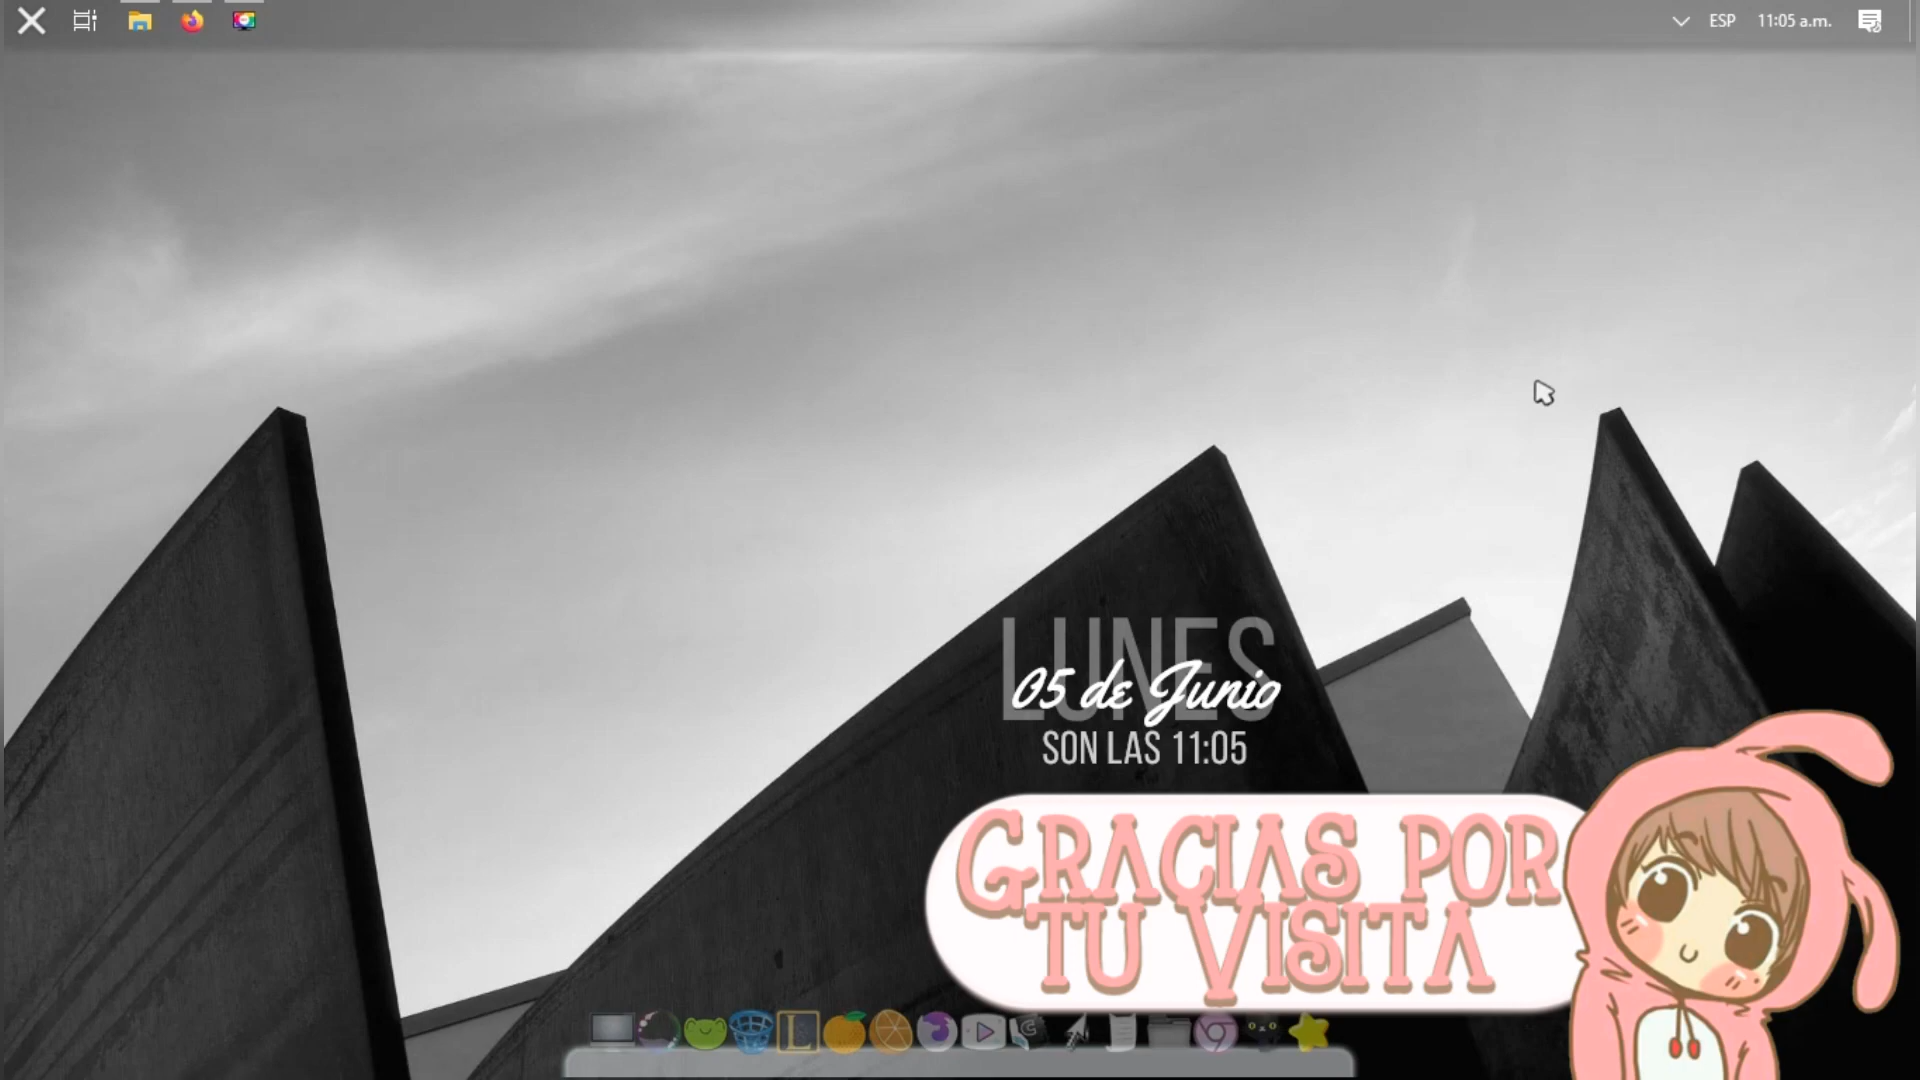 ESP 11:05 a.m.
LUNES
05 de Junio
SON LAS 11:05
GRACIAS POR
TU VISITA
L